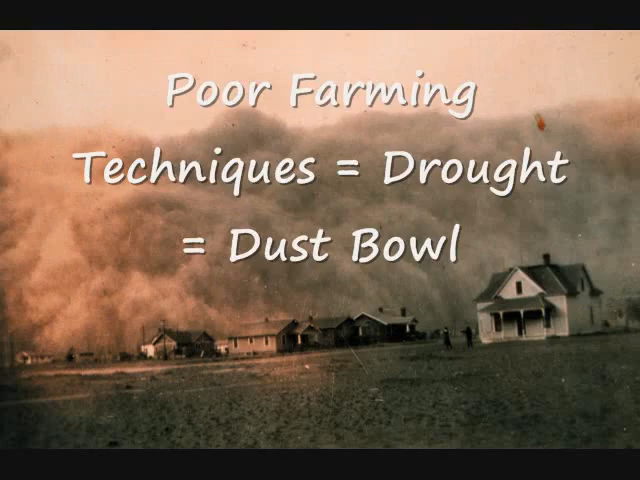 Poor Farming
Techniques = Drought
= Dust Bowl